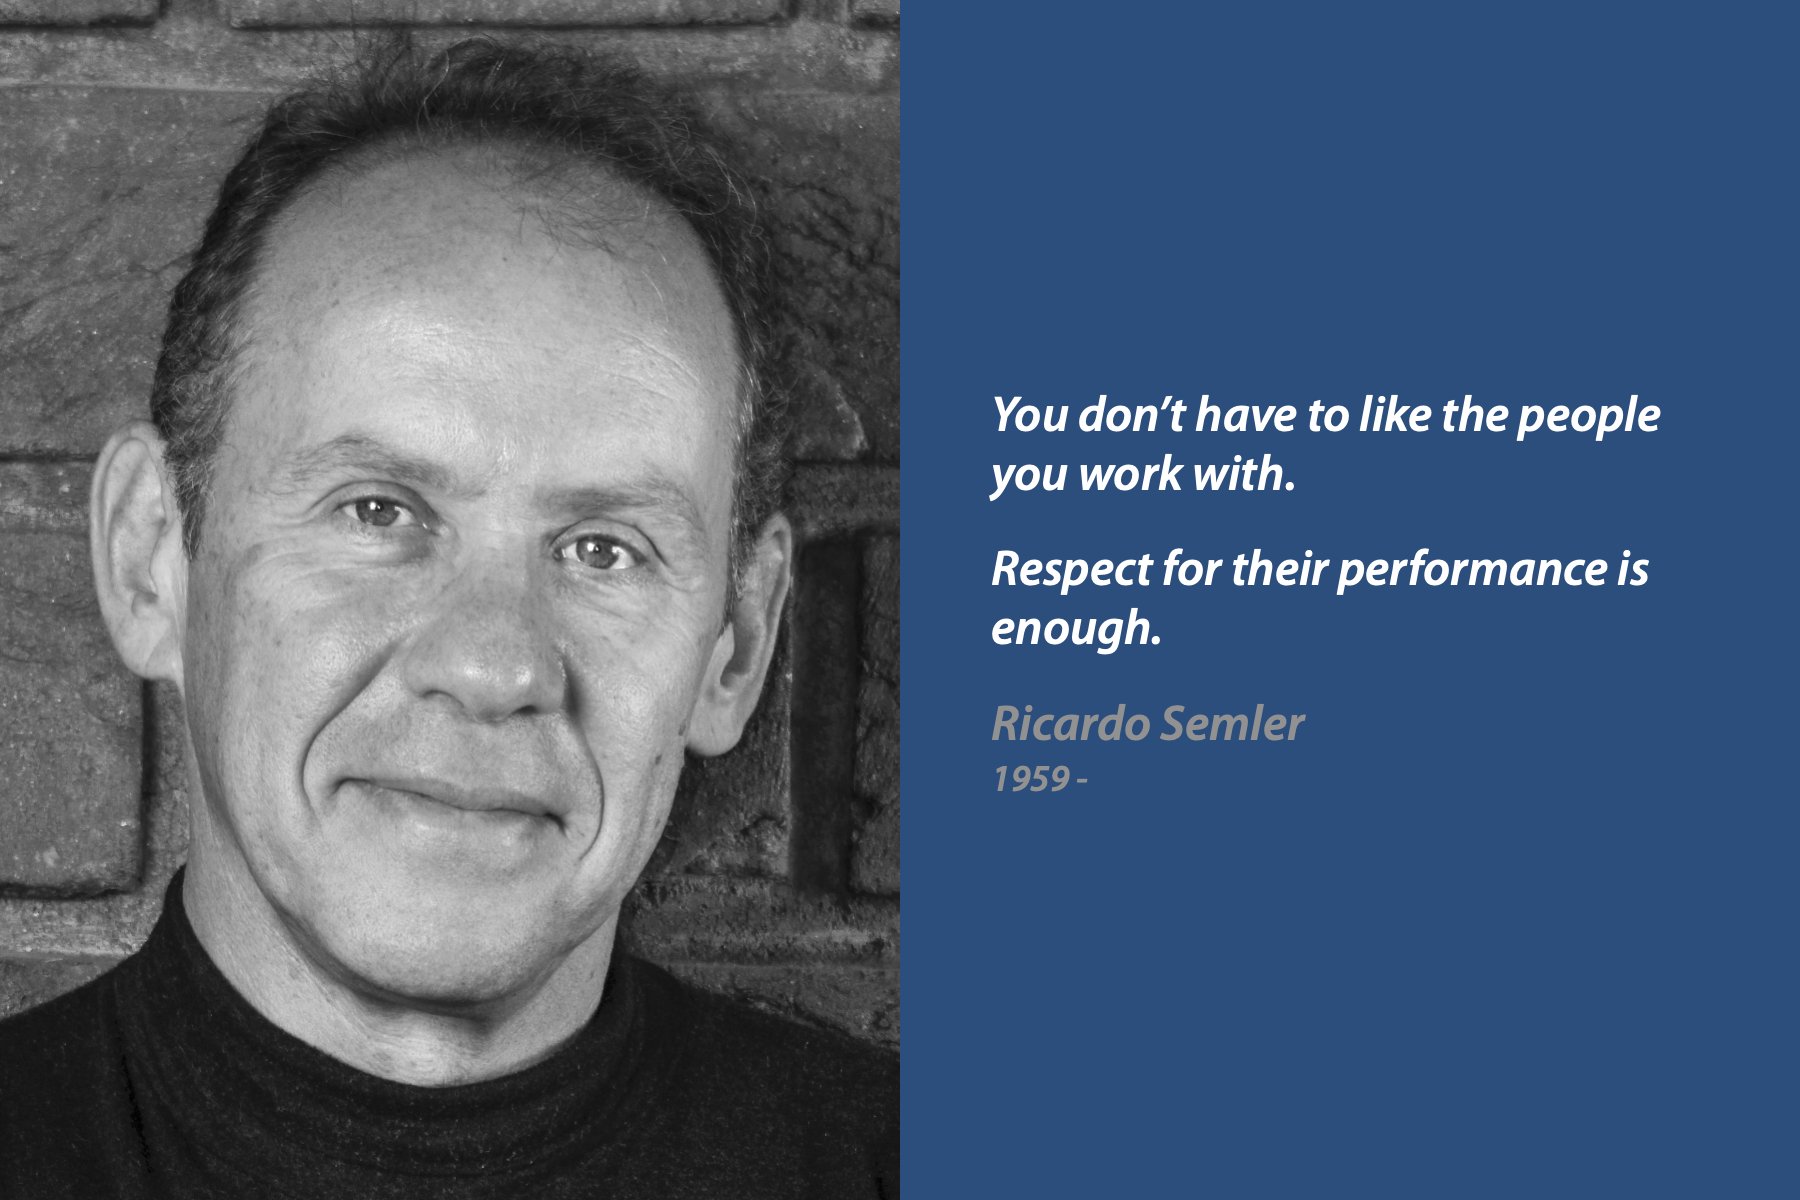 You don’t have to like the people
you work with.
Respect for their performance is
enough.
Ricardo Semler
1959 -